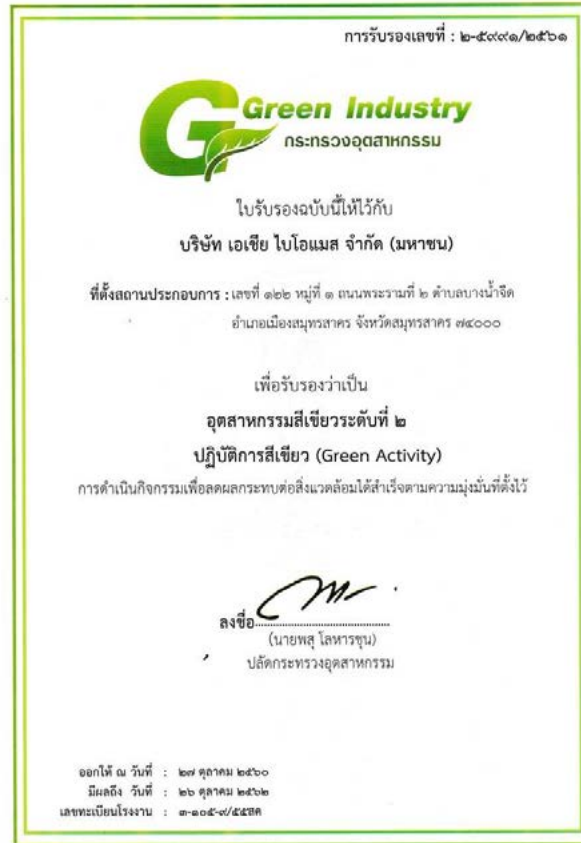 การรับรองเลขที่ : ๒-๕๙๙๑/๒๕๖๑
Green Industry
กระทรวงอุตสาหกรรม
ใบรับรองฉบับนี้ให้ไว้กับ
บริษัท เอเชีย ไบโอแมส จำกัด (มหาชน)
ที่ตั้งสถานประกอบการ : เลขที่ ๑๒๒ หมู่ที่ ๑ ถนนพระรามที่ ๒ ตำบลบางน้ำจืด
อำเภอเมืองสมุทรสาคร จังหวัดสมุทรสาคร ๗๔๐๐๐
เพื่อรับรองว่าเป็น
อุตสาหกรรมสีเขียวระดับที่ ๒
ปฏิบัติการสีเขียว (Green Activity)
การดำเนินกิจกรรมเพื่อลดผลกระทบต่อสิ่งแวดล้อมได้สำเร็จตามความมุ่งมั่นที่ตั้งไว้
ลงชื่อ
(นายพสุ โลหารชุน)
ปลัดกระทรวงอุตสาหกรรม
ออกให้ ณ วันที่ : ๒๗ ตุลาคม ๒๕๖๐
มีผลถึง วันที่ : ๒๖ ตุลาคม ๒๕๖๒
เลขทะเบียนโรงงาน : ๓-๑๐๕-๙/๕๕สค